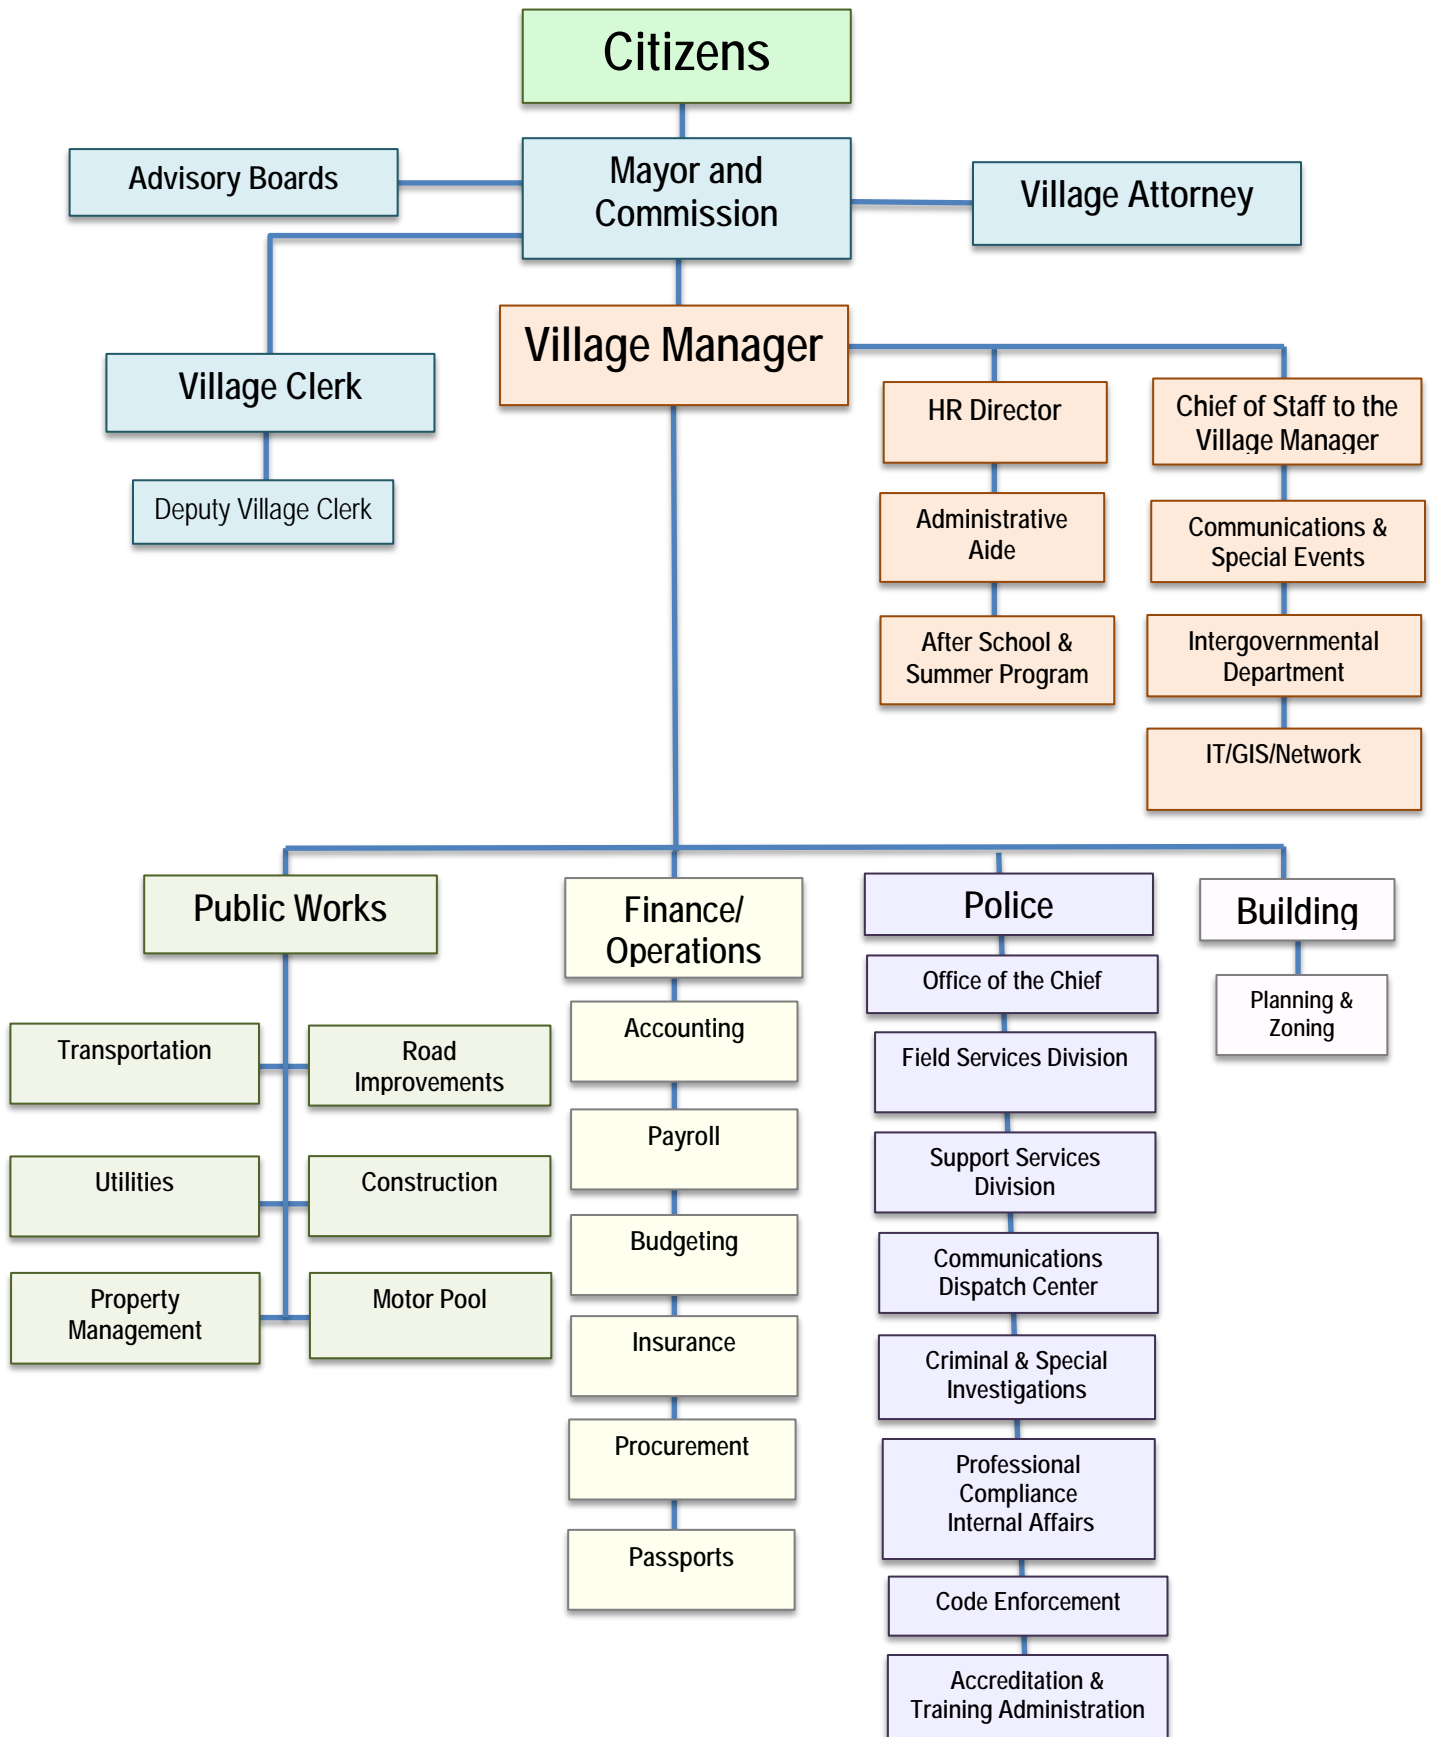 Citizens
Advisory Boards
Mayor and
Commission
Village Attorney
Village Manager
Village Clerk
Deputy Village Clerk
HR Director
Administrative
Aide
After School &
Summer Program
Chief of Staff to the
Village Manager
Communications &
Special Events
Intergovernmental
Department
IT/GIS/Network
Public Works
Transportation
Road
Improvements
Utilities
Construction
Property
Management
Motor Pool
Finance/
Operations
Accounting
Payroll
Budgeting
Insurance
Procurement
Passports
Police
Office of the Chief
Field Services Division
Support Services
Division
Communications
Dispatch Center
Criminal & Special
Investigations
Professional
Compliance
Internal Affairs
Code Enforcement
Accreditation &
Training Administration
Building
Planning &
Zoning